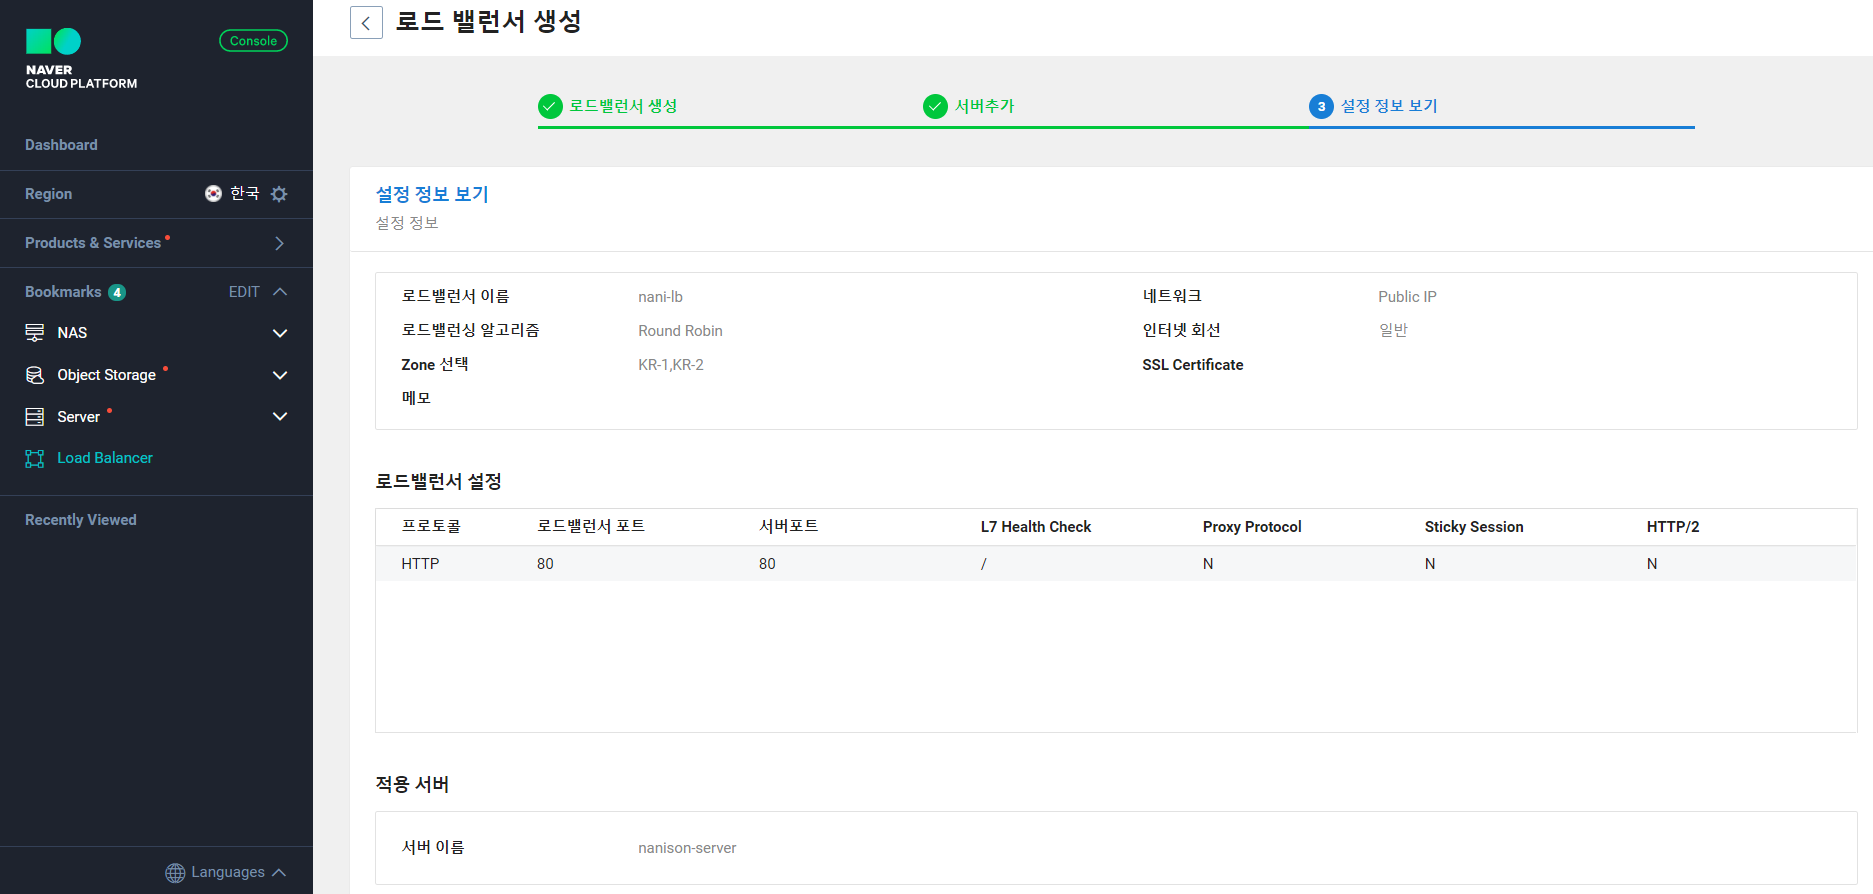 NAVER
CLOUD PLATFORM
Console
Dashboard
Region 한국
Products & Services
Bookmarks 4 EDIT
NAS
Object Storage
Server
Load Balancer
Recently Viewed
Languages
로드 밸런서 생성
로드밸런서 생성 서버추가 3 설정 정보 보기
설정 정보 보기
설정 정보
로드밸런서 이름 nani-lb 네트워크 Public IP
로드밸런싱 알고리즘 Round Robin 인터넷 회선 일반
Zone 선택 KR-1,KR-2 SSL Certificate
메모
로드밸런서 설정
프로토콜 로드밸런서 포트 서버포트 L7 Health Check Proxy Protocol Sticky Session HTTP/2
HTTP 80 80 / N N N
적용 서버
서버 이름 nanison-server